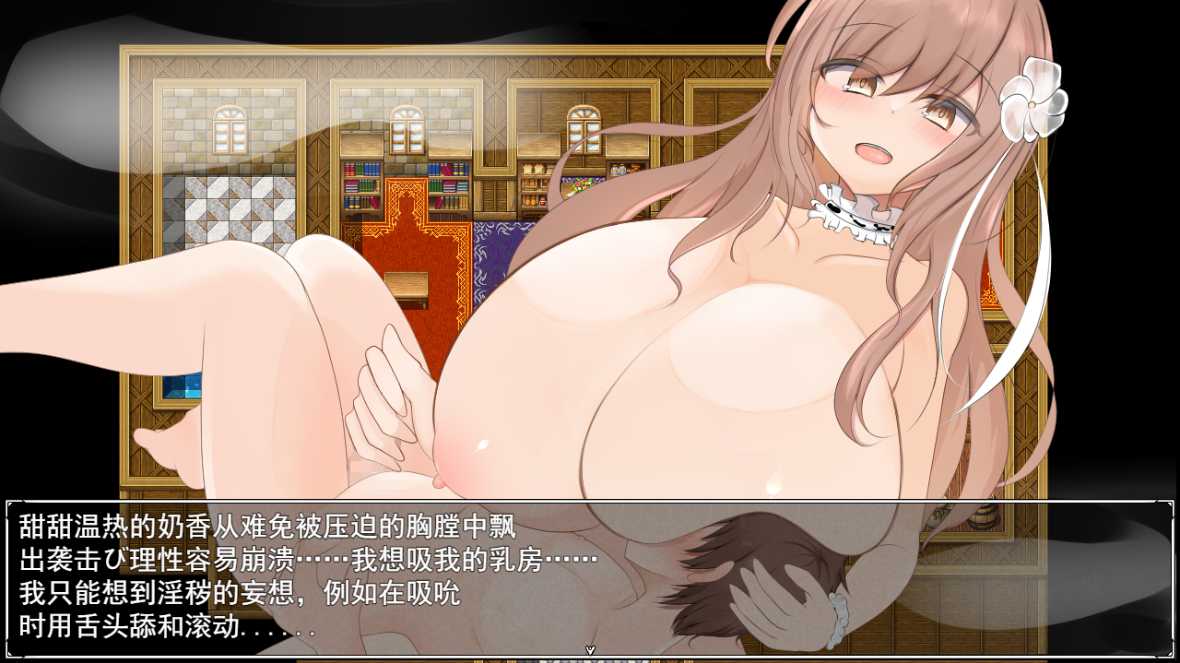 甜甜温热的奶香从难免被压迫的胸膛中飘
出袭击び理性容易崩溃……我想吸我的乳房……
我只能想到淫秽的妄想，例如在吸吮
时用舌头舔和滚动......